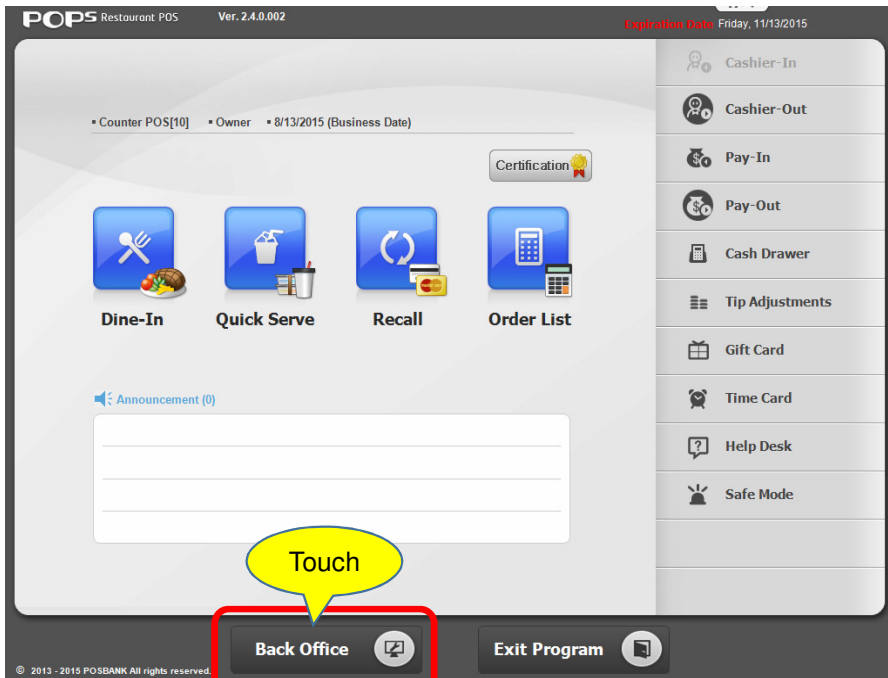 POPS Restaurant POS Ver. 2.4.0.002
Expiration Date Friday, 11/13/2015
▪ Counter POS[10] ▪ Owner ▪ 8/13/2015 (Business Date)
Certification
Dine-In Quick Serve Recall Order List
Announcement (0)
Cashier-In
Cashier-Out
Pay-In
Pay-Out
Cash Drawer
Tip Adjustments
Gift Card
Time Card
Help Desk
Safe Mode
Touch
Back Office Exit Program
© 2013 - 2015 POSBANK All rights reserved.